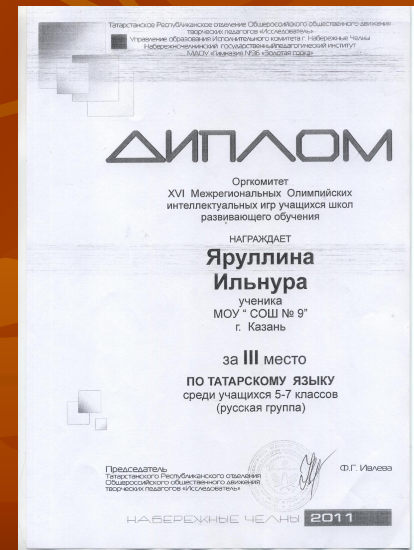 Татарстанское Республиканское отделение Общероссийского общественного движения
творческих педагогов «Исследователь»
Управление образования Исполнительного комитета г. Набережные Челны
Набережночелнинский государственный педагогический институт
МАОУ «Гимназия №36 «Золотая горка»
ДИПЛОМ
Оргкомитет
XVI Межрегиональных Олимпийских
интеллектуальных игр учащихся школ
развивающего обучения
НАГРАЖДАЕТ
Яруллина
Ильнура
ученика
МОУ “ СОШ № 9”
г. Казань
за III место
ПО ТАТАРСКОМУ ЯЗЫКУ
среди учащихся 5-7 классов
(русская группа)
Председатель
Татарстанского Республиканского отделения
Общероссийского общественного движения
творческих педагогов «Исследователь»
Ф.Г. Ивлева
НАБЕРЕЖНЫЕ ЧЕЛНЫ 2011